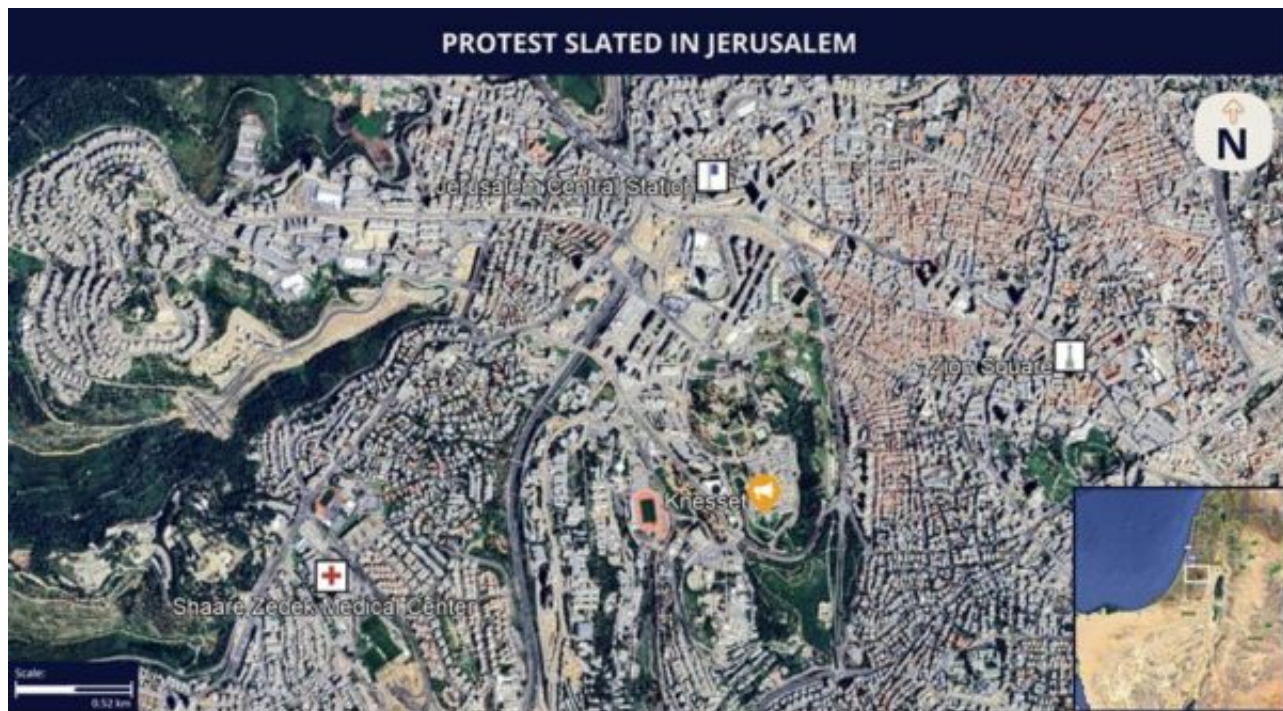 PROTEST SLATED IN JERUSALEM
N
Jerusalem Central Station
Zion Square
Knesset
Shaare Zedek Medical Center
Scale:
0.52 km